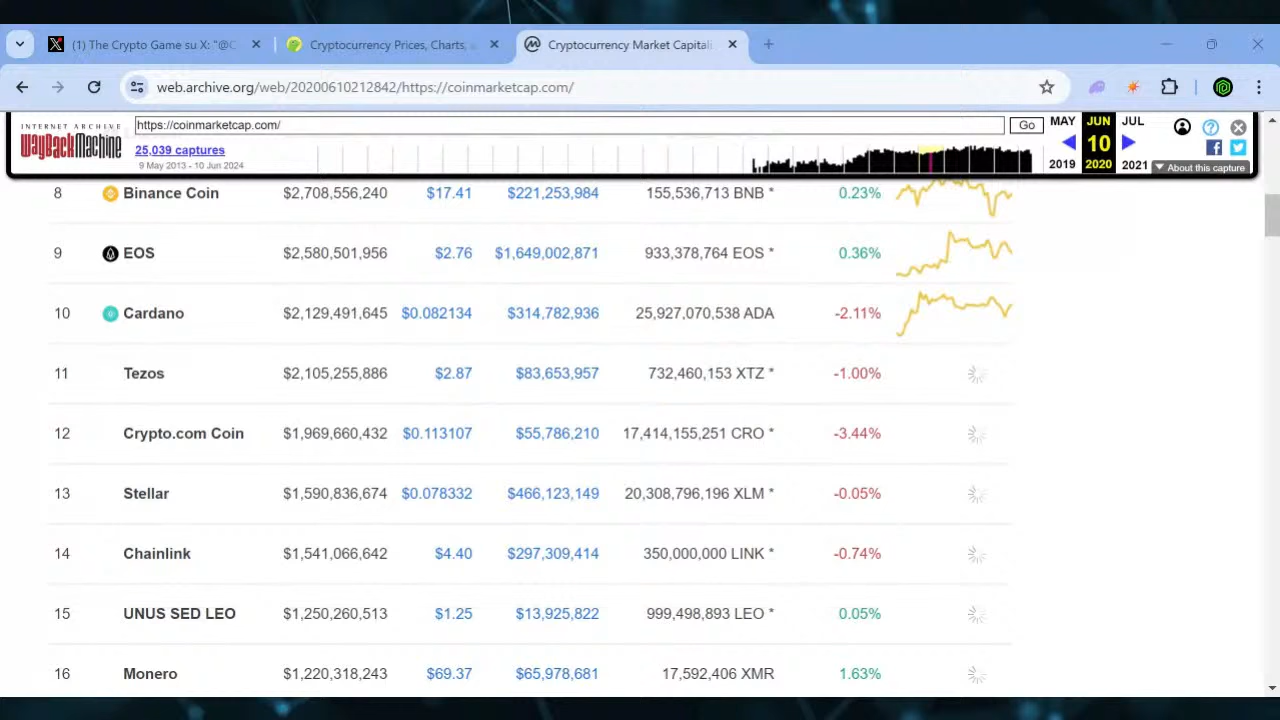 (1) The Crypto Game su X: "@C
Cryptocurrency Prices, Charts,
Cryptocurrency Market Capitali
web.archive.org/web/20200610212842/https://coinmarketcap.com/
INTERNET ARCHIVE
WayBackMachine
https://coinmarketcap.com/
Go
MAY JUN JUL
25,039 captures
10
9 May 2013 - 10 Jun 2024
2019 2020 2021
About this capture
8 Binance Coin $2,708,556,240 $17.41 $221,253,984 155,536,713 BNB * 0.23%
9 EOS $2,580,501,956 $2.76 $1,649,002,871 933,378,764 EOS * 0.36%
10 Cardano $2,129,491,645 $0.082134 $314,782,936 25,927,070,538 ADA -2.11%
11 Tezos $2,105,255,886 $2.87 $83,653,957 732,460,153 XTZ * -1.00%
12 Crypto.com Coin $1,969,660,432 $0.113107 $55,786,210 17,414,155,251 CRO * -3.44%
13 Stellar $1,590,836,674 $0.078332 $466,123,149 20,308,796,196 XLM * -0.05%
14 Chainlink $1,541,066,642 $4.40 $297,309,414 350,000,000 LINK * -0.74%
15 UNUS SED LEO $1,250,260,513 $1.25 $13,925,822 999,498,893 LEO * 0.05%
16 Monero $1,220,318,243 $69.37 $65,978,681 17,592,406 XMR 1.63%